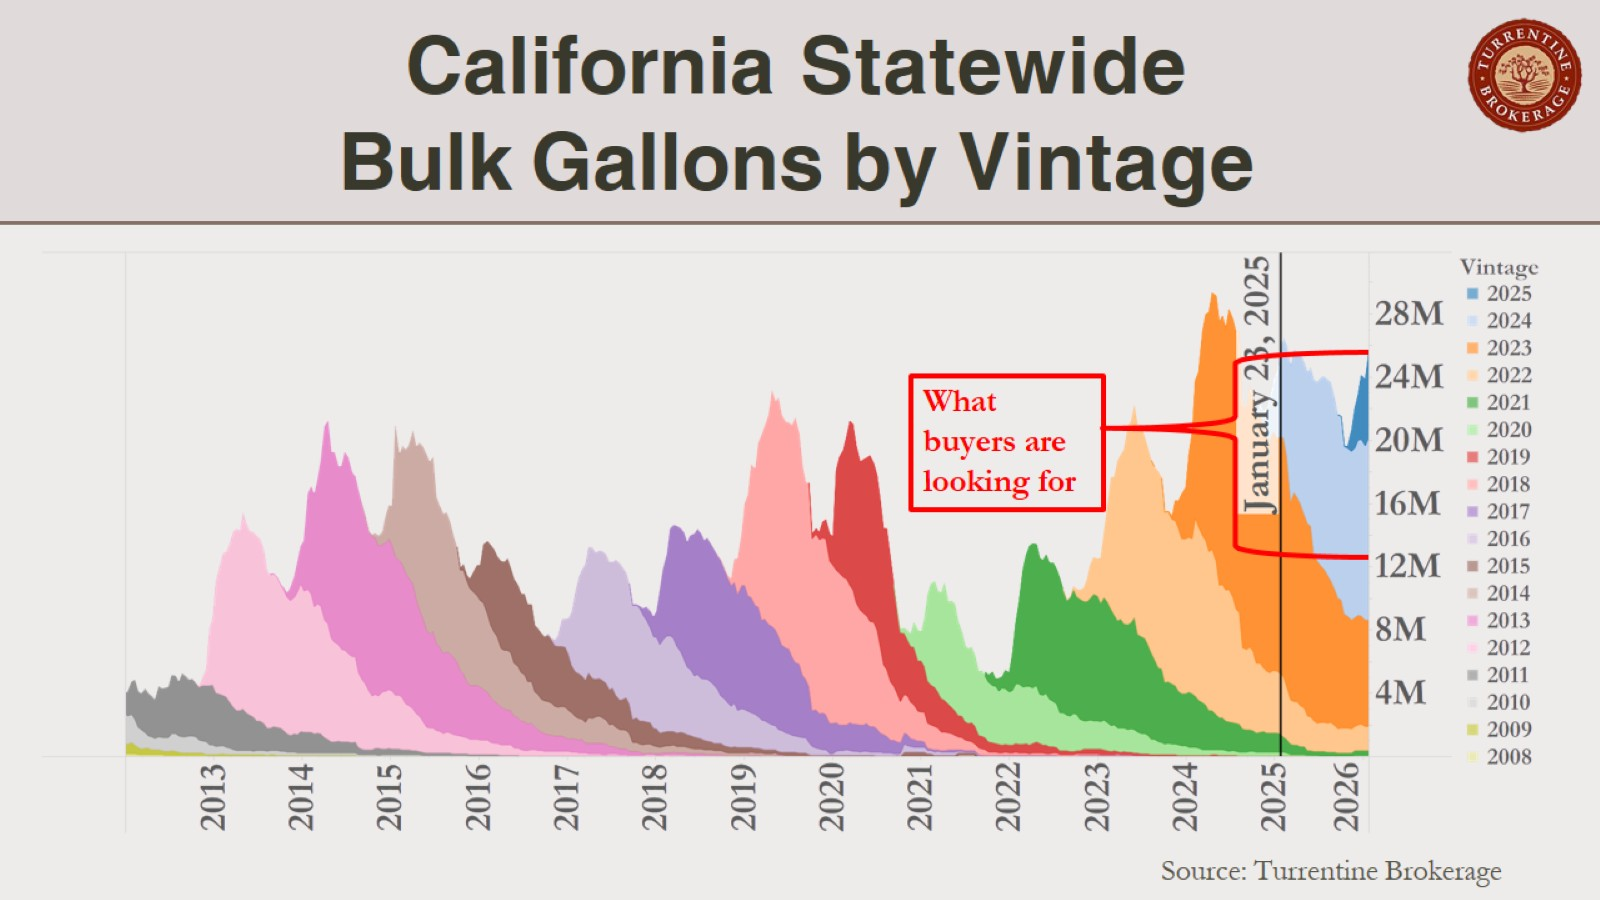 California Statewide
Bulk Gallons by Vintage
TURRENTINE
BROKERAGE
January 23, 2025
What
buyers are
looking for
28M
24M
20M
16M
12M
8M
4M
Vintage
2025
2024
2023
2022
2021
2020
2019
2018
2017
2016
2015
2014
2013
2012
2011
2010
2009
2008
2013
2014
2015
2016
2017
2018
2019
2020
2021
2022
2023
2024
2025
2026
Source: Turrentine Brokerage